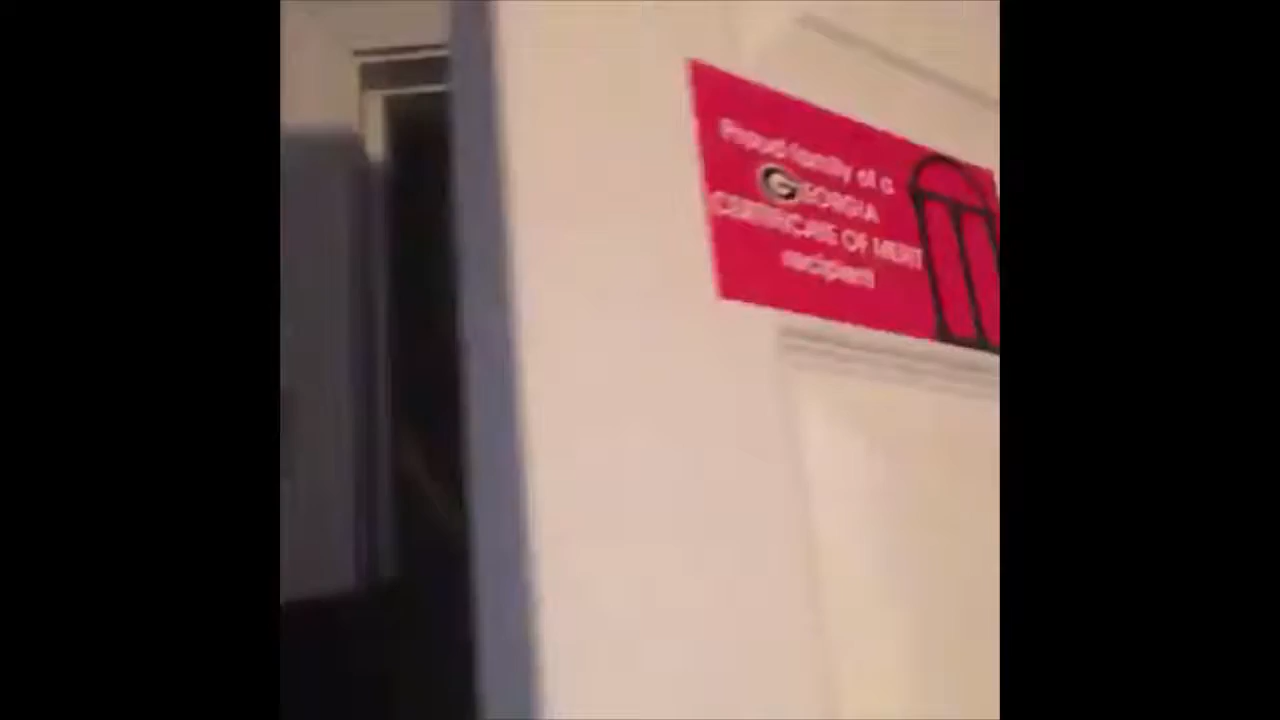 Proud family of a
GEORGIA
CERTIFICATE OF MERIT
recipient